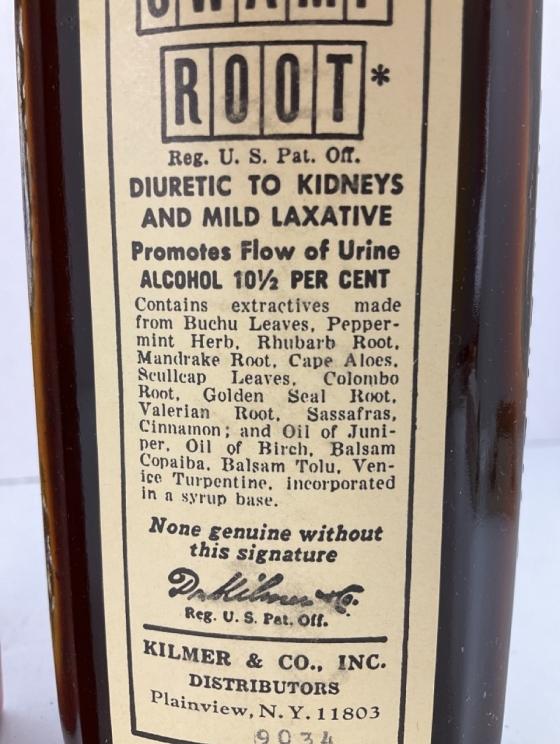 SWAMP
ROOT*
Reg. U. S. Pat. Off.
DIURETIC TO KIDNEYS
AND MILD LAXATIVE
Promotes Flow of Urine
ALCOHOL 10½ PER CENT
Contains extractives made
from Buchu Leaves, Pepper-
mint Herb, Rhubarb Root,
Mandrake Root, Cape Aloes,
Scullcap Leaves, Colombo
Root, Golden Seal Root,
Valerian Root, Sassafras,
Cinnamon; and Oil of Juni-
per, Oil of Birch, Balsam
Copaiba, Balsam Tolu, Ven-
ice Turpentine, incorporated
in a syrup base.
None genuine without
this signature
Dr. Kilmer & Co.
Reg. U. S. Pat. Off.
KILMER & CO., INC.
DISTRIBUTORS
Plainview, N. Y. 11803
9034